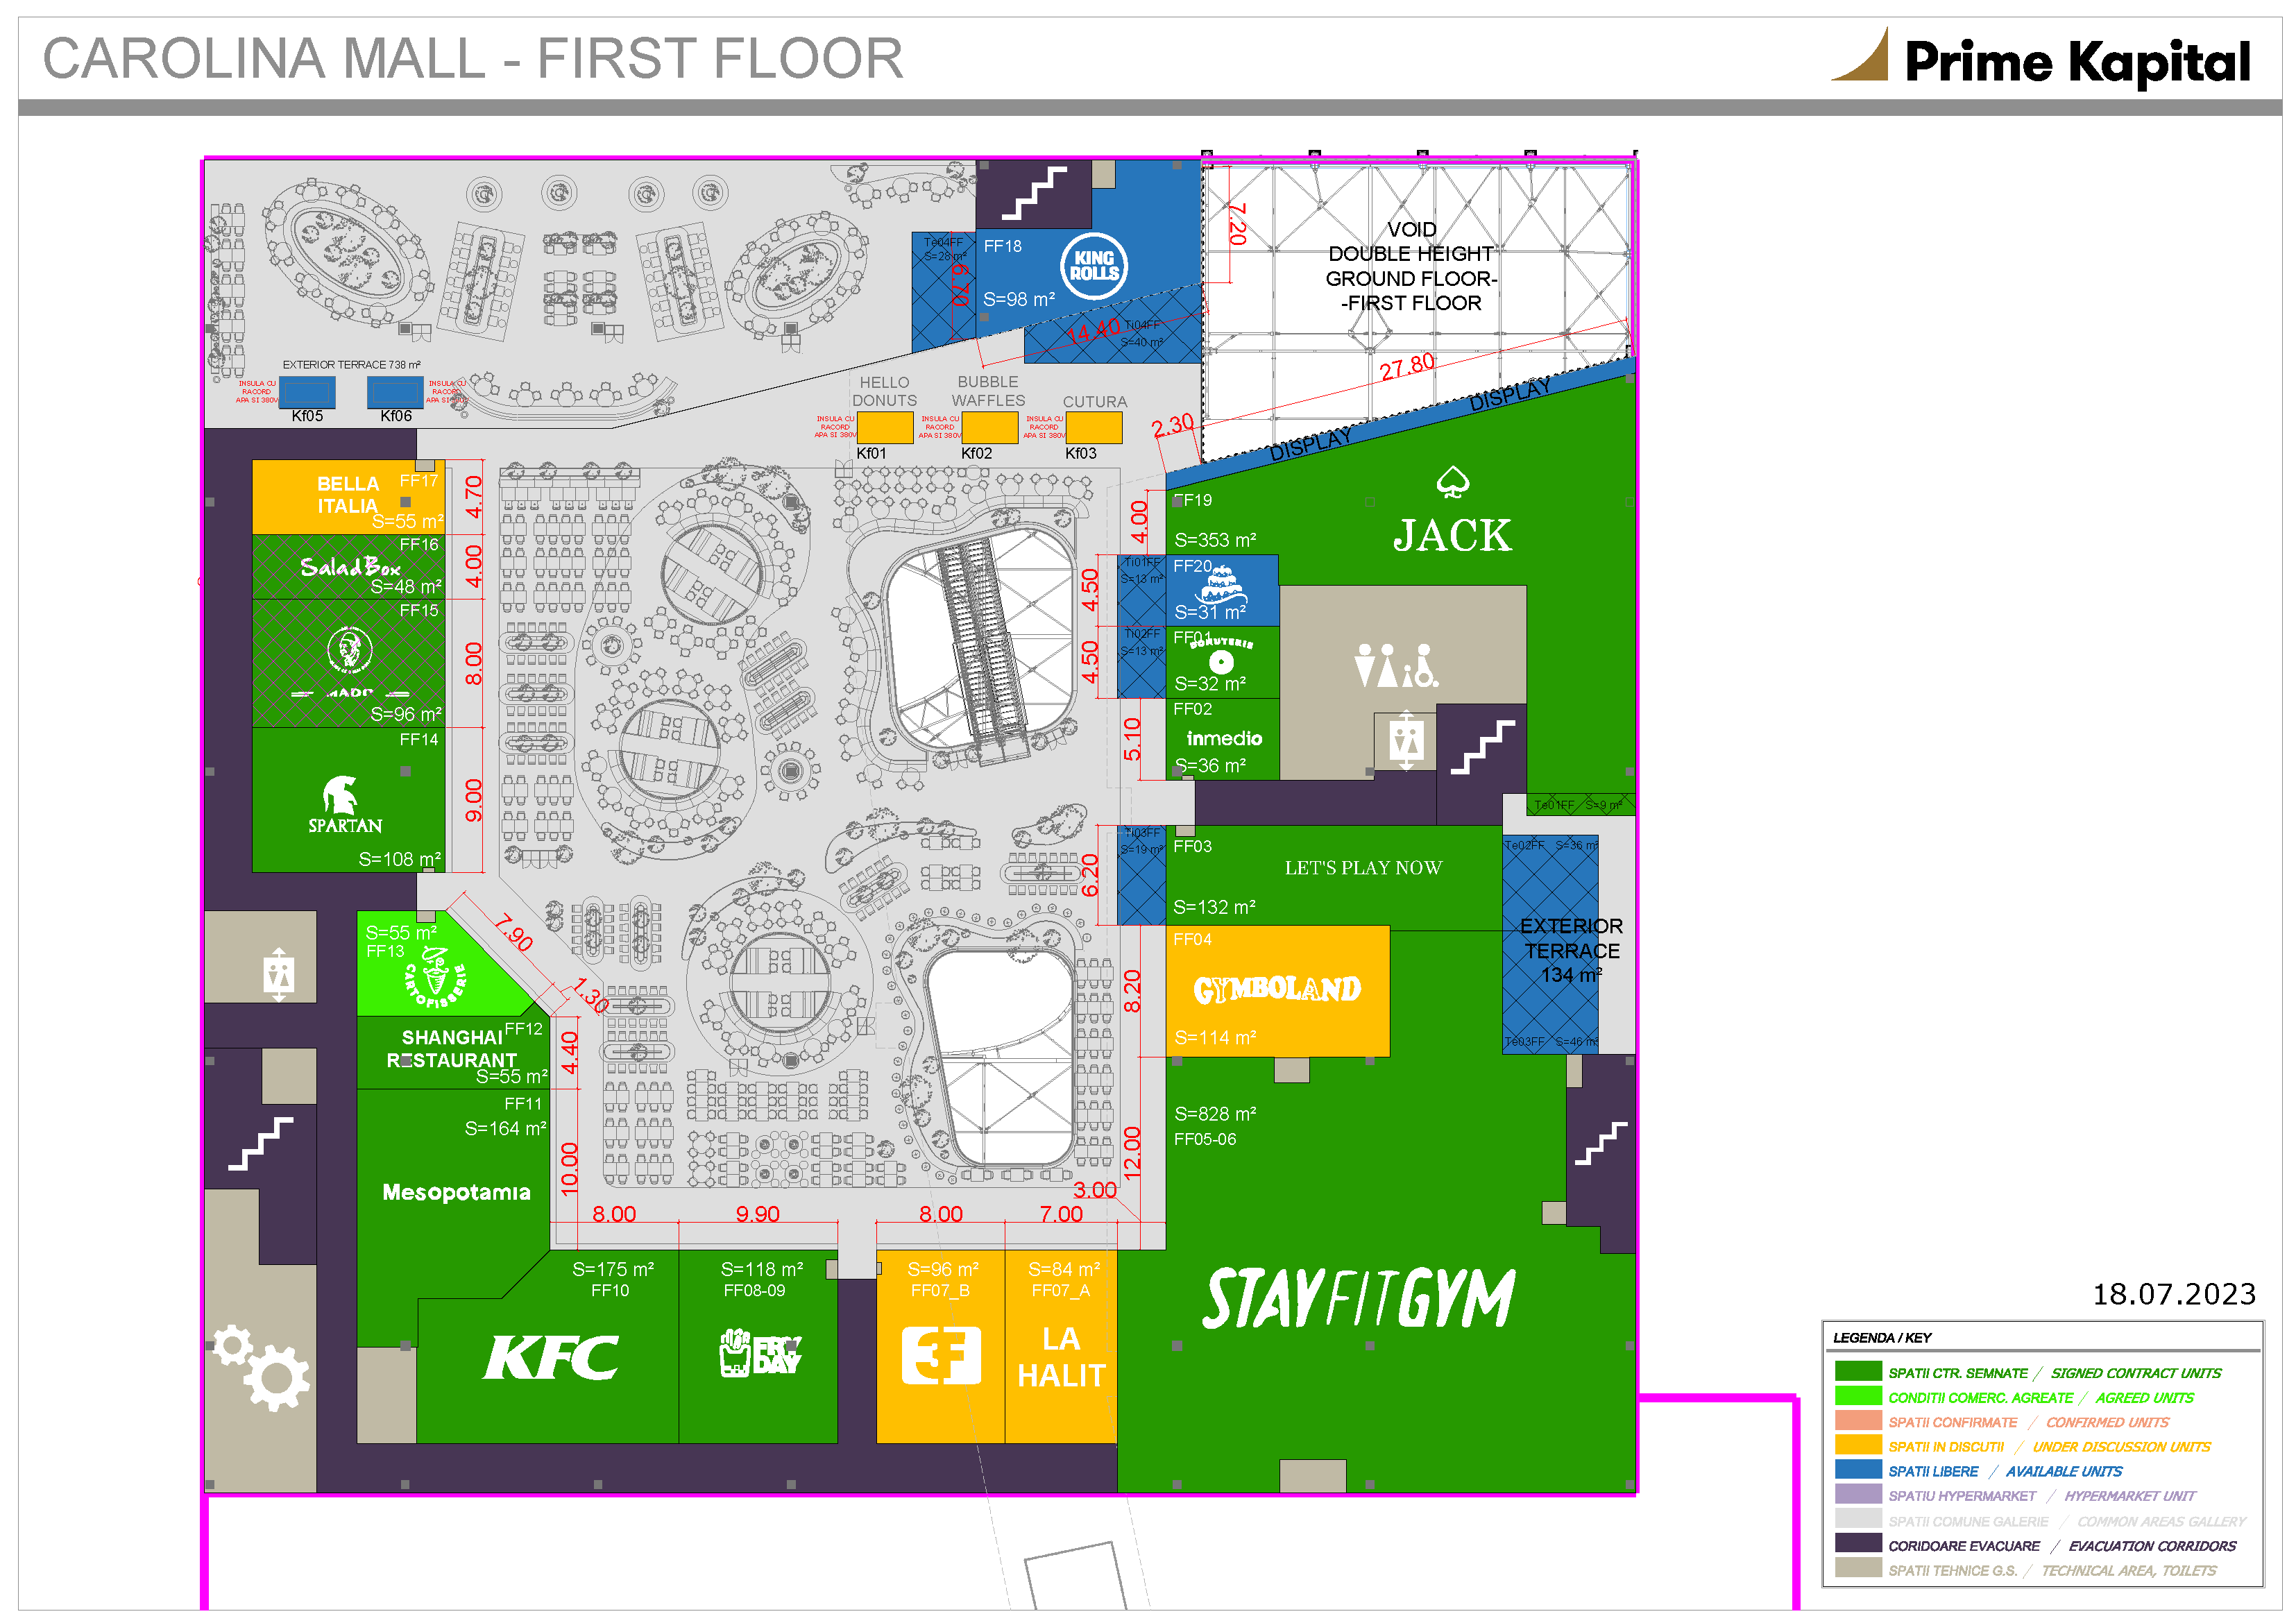 CAROLINA MALL - FIRST FLOOR
Prime Kapital
VOID
DOUBLE HEIGHT
GROUND FLOOR-
-FIRST FLOOR
7.20
27.80
2.30
DISPLAY
DISPLAY
Te04FF
S=28 m²
6.70
FF18
KING
ROLLS
S=98 m²
14.40
Ti04FF
S=40 m²
EXTERIOR TERRACE 738 m²
INSULA CU
RACORD
APA SI 380V
Kf05
Kf06
INSULA CU
RACORD
APA SI 380V
HELLO
DONUTS
BUBBLE
WAFFLES
CUTURA
INSULA CU
RACORD
APA SI 380V
INSULA CU
RACORD
APA SI 380V
INSULA CU
RACORD
APA SI 380V
Kf01
Kf02
Kf03
BELLA
ITALIA
FF17
S=55 m²
4.70
FF16
SaladBox
S=48 m²
4.00
FF15
MADO
S=96 m²
8.00
FF14
SPARTAN
S=108 m²
9.00
FF19
S=353 m²
JACK
4.00
Ti01FF
S=13 m²
FF20
S=31 m²
4.50
Ti02FF
S=13 m²
FF01
DONUTERIE
S=32 m²
4.50
FF02
inmedio
S=36 m²
5.10
Te01FF S=9 m²
Ti03FF
S=19 m²
FF03
LET'S PLAY NOW
S=132 m²
6.20
Te02FF S=36 m²
EXTERIOR
TERRACE
134 m²
Te03FF S=46 m²
FF04
GYMBOLAND
S=114 m²
8.20
S=55 m²
FF13
CARTOFISSERIE
7.90
1.30
SHANGHAI
RESTAURANT
FF12
S=55 m²
4.40
FF11
S=164 m²
Mesopotamia
10.00
S=828 m²
FF05-06
STAYFITGYM
12.00
3.00
8.00
9.90
8.00
7.00
S=175 m²
FF10
KFC
S=118 m²
FF08-09
FRY
DAY
S=96 m²
FF07_B
3F
S=84 m²
FF07_A
LA
HALIT
18.07.2023
LEGENDA / KEY
SPATII CTR. SEMNATE / SIGNED CONTRACT UNITS
CONDITII COMERC. AGREATE / AGREED UNITS
SPATII CONFIRMATE / CONFIRMED UNITS
SPATII IN DISCUTII / UNDER DISCUSSION UNITS
SPATII LIBERE / AVAILABLE UNITS
SPATIU HYPERMARKET / HYPERMARKET UNIT
SPATII COMUNE GALERIE / COMMON AREAS GALLERY
CORIDOARE EVACUARE / EVACUATION CORRIDORS
SPATII TEHNICE G.S. / TECHNICAL AREA, TOILETS